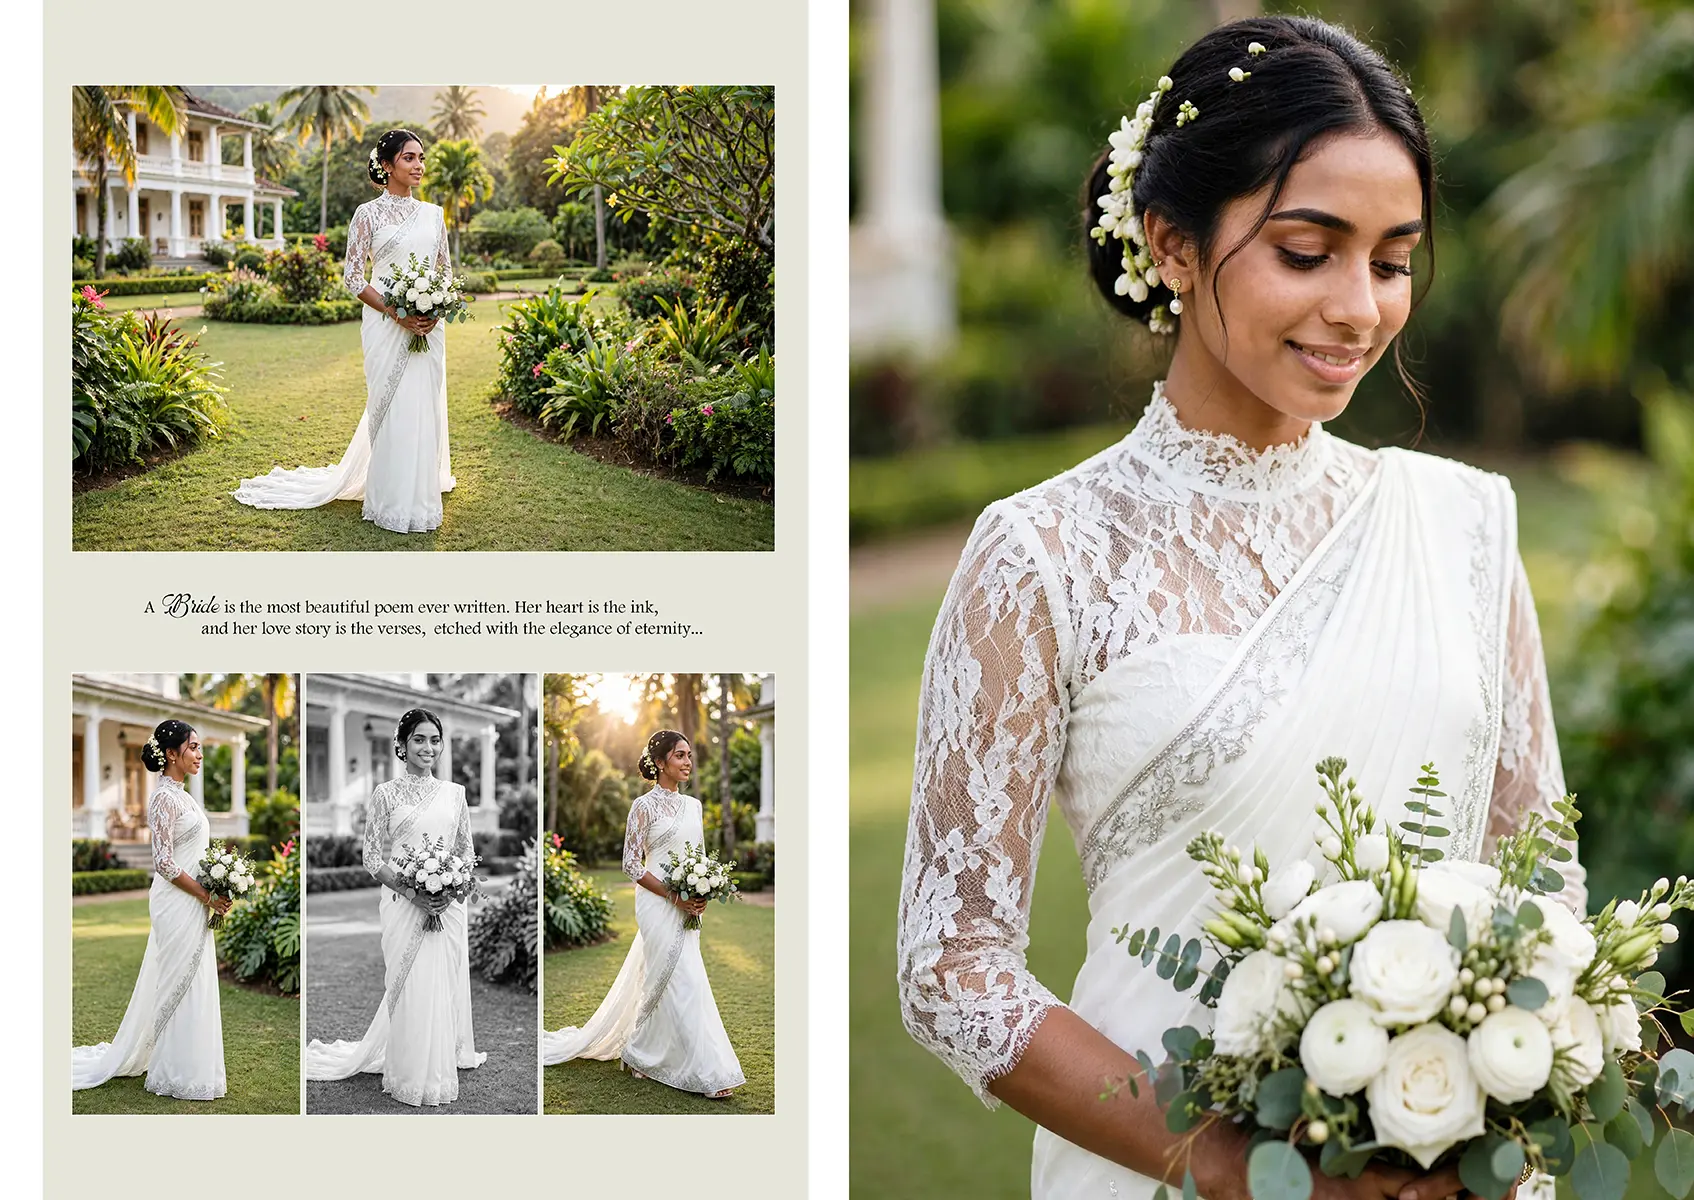 A Bride is the most beautiful poem ever written. Her heart is the ink,
and her love story is the verses, etched with the elegance of eternity...